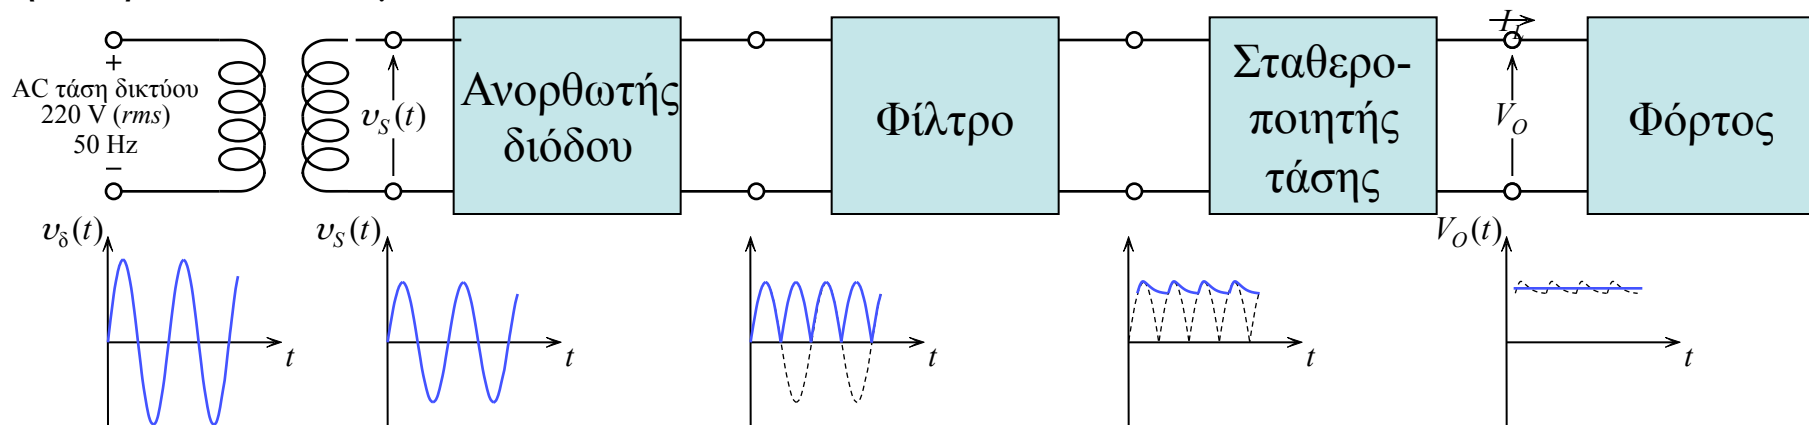 AC τάση δικτύου
220 V (rms)
50 Hz
+
−
υS(t)
Ανορθωτής
διόδου
Φίλτρο
Σταθερο-
ποιητής
τάσης
IL
VO
Φόρτος
υδ(t)
t
υS(t)
t
t
t
VO(t)
t